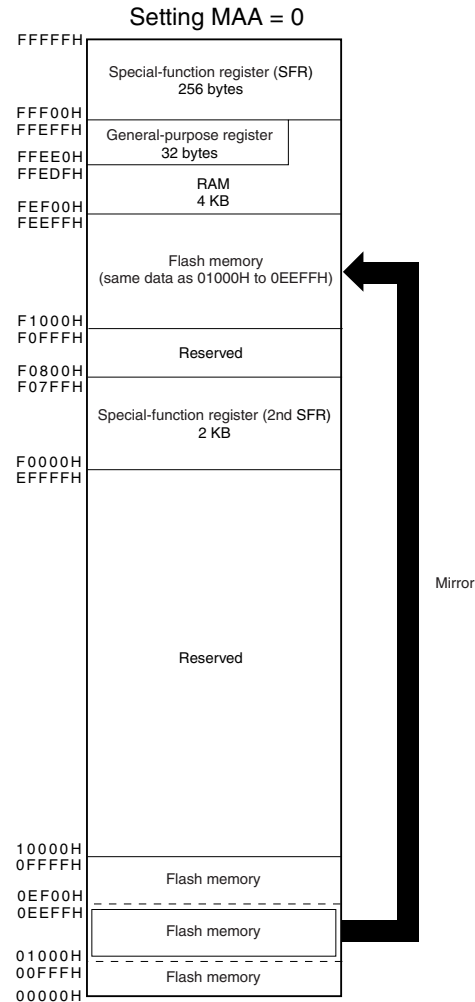 Setting MAA = 0
FFFFFH
Special-function register (SFR)
256 bytes
FFF00H
FFEFFH
General-purpose register
32 bytes
FFEE0H
FFEDFH
RAM
4 KB
FEF00H
FEEFFH
Flash memory
(same data as 01000H to 0EEFFH)
F1000H
F0FFFH
Reserved
F0800H
F07FFH
Special-function register (2nd SFR)
2 KB
F0000H
EFFFFH
Mirror
Reserved
10000H
0FFFFH
Flash memory
0EF00H
0EEFFH
Flash memory
01000H
00FFFH
Flash memory
00000H